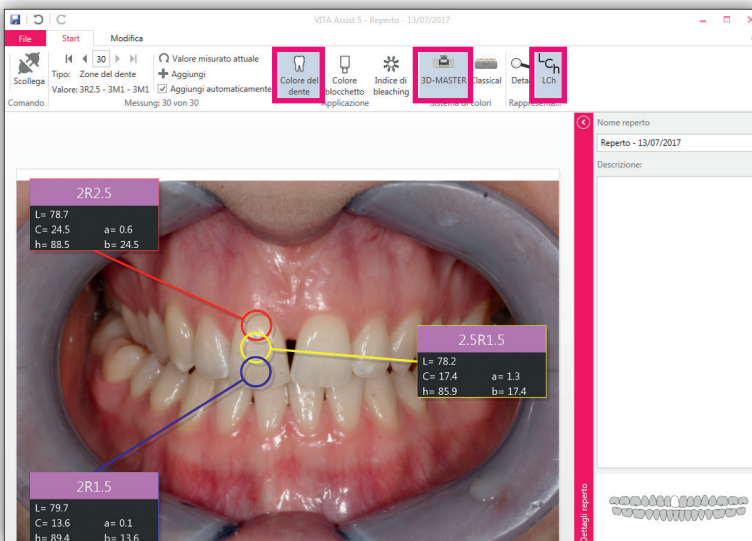 VITA Assist 5 - Reperto - 13/07/2017
File Start Modifica
Scollega
30
Tipo: Zone del dente
Valore: 3R2.5 - 3M1 - 3M1
Valore misurato attuale
Aggiungi
Aggiungi automaticamente
Colore del
dente
Colore
blocchetto
Indice di
bleaching
3D-MASTER
Classical
Detta
LCh
LCh
Comando
Messung: 30 von 30
Applicazione
Sistema di colori
Rappresenta...
Nome reperto
Reperto - 13/07/2017
Descrizione:
2R2.5
L= 78.7
C= 24.5 a= 0.6
h= 88.5 b= 24.5
2.5R1.5
L= 78.2
C= 17.4 a= 1.3
h= 85.9 b= 17.4
2R1.5
L= 79.7
C= 13.6 a= 0.1
h= 89.4 b= 13.6
Dettagli reperto